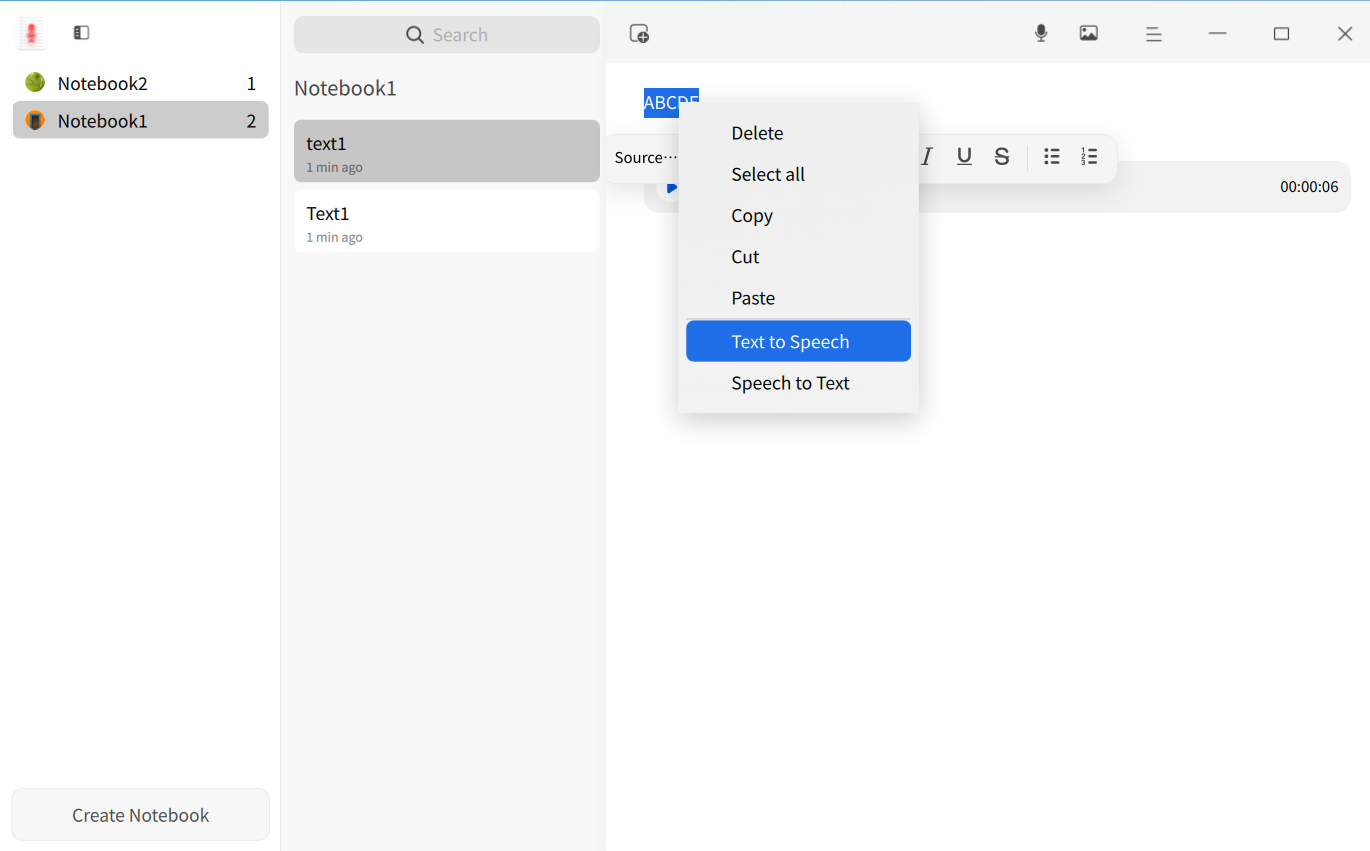 Notebook2 1
Notebook1 2
Create Notebook
Search
Notebook1
text1
1 min ago
Text1
1 min ago
ABCDE
Source…
I U S
00:00:06
Delete
Select all
Copy
Cut
Paste
Text to Speech
Speech to Text